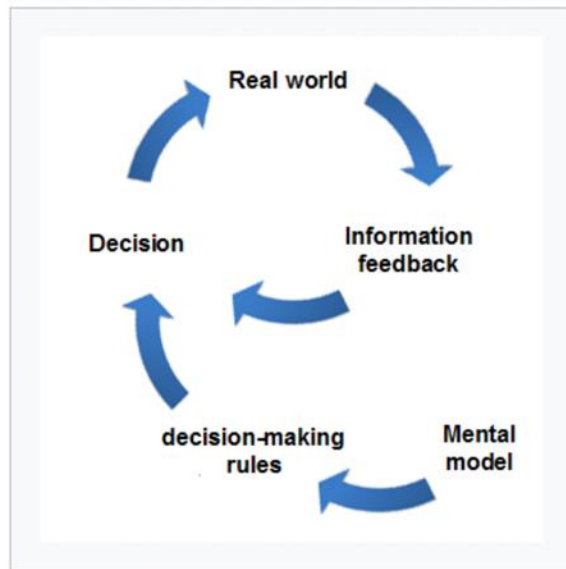 Real world
Decision
Information
feedback
decision-making
rules
Mental
model